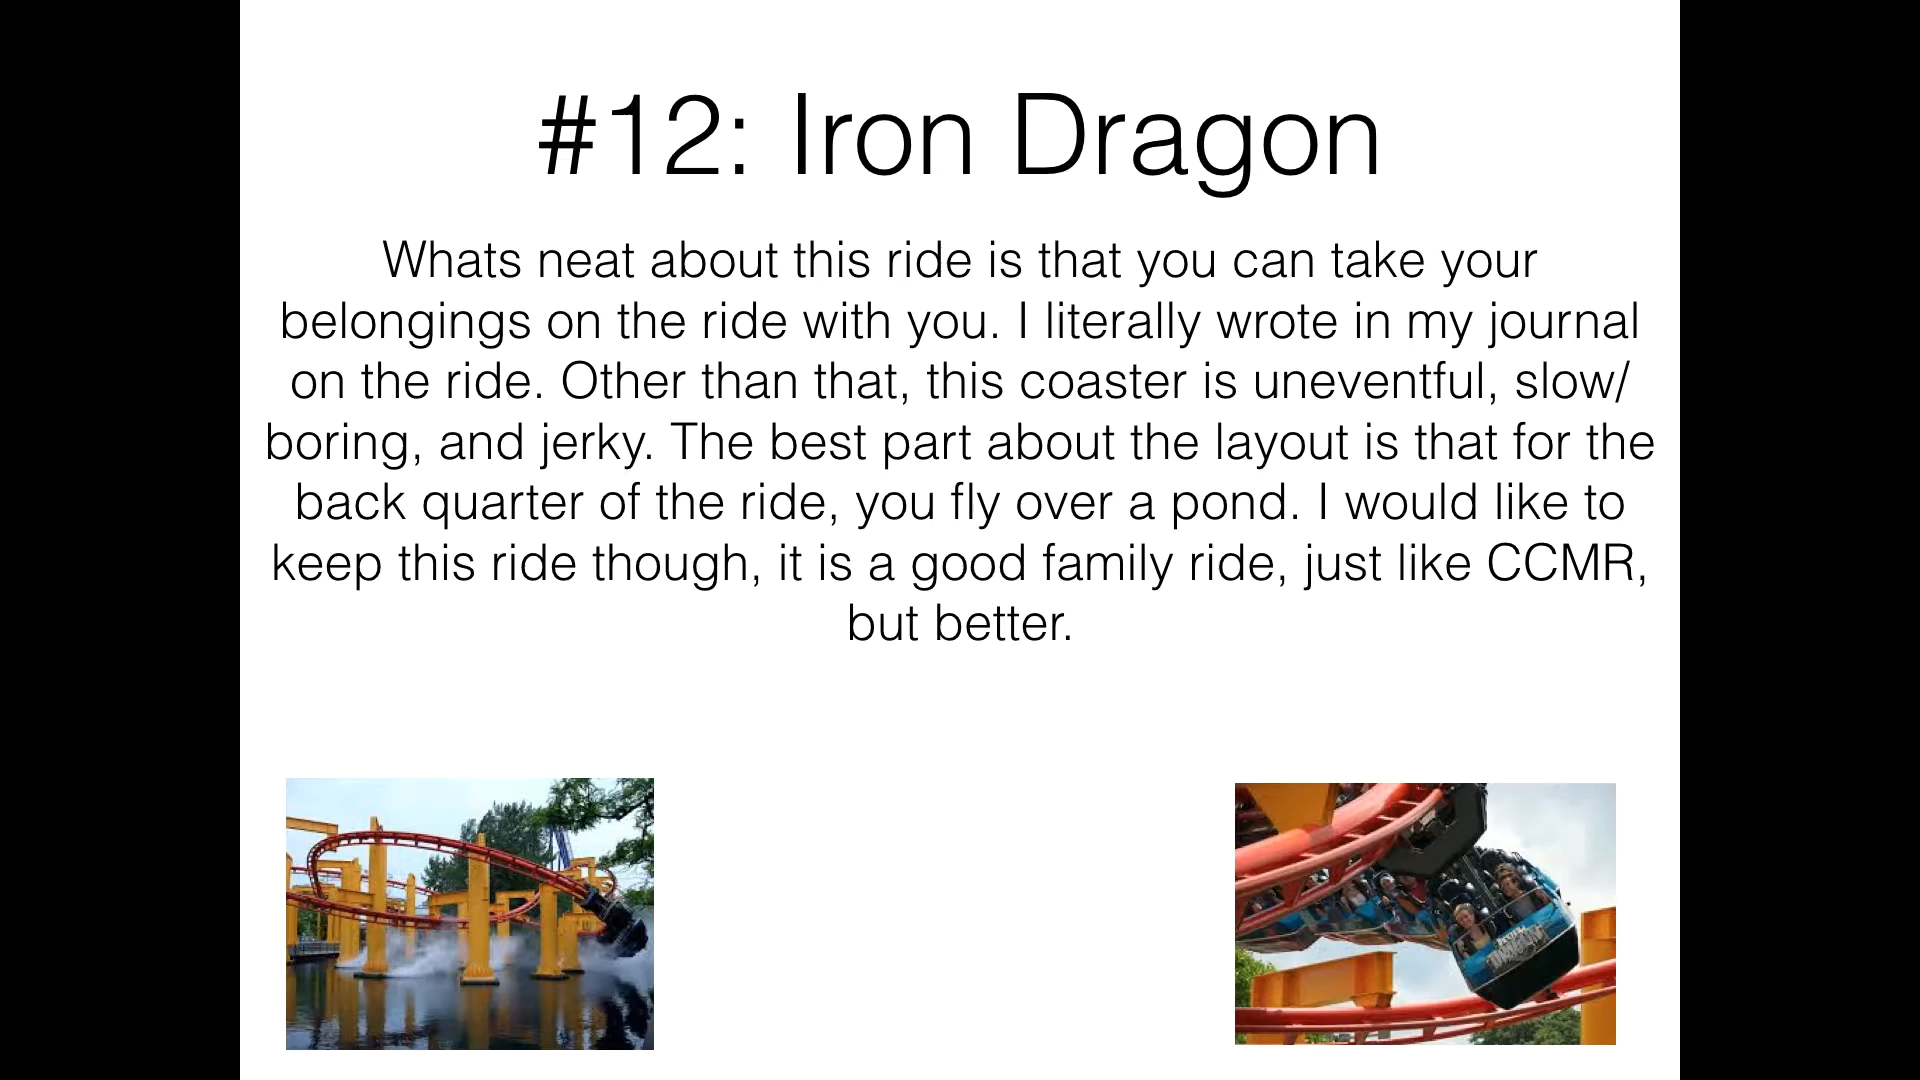 #12: Iron Dragon
Whats neat about this ride is that you can take your
belongings on the ride with you. I literally wrote in my journal
on the ride. Other than that, this coaster is uneventful, slow/
boring, and jerky. The best part about the layout is that for the
back quarter of the ride, you fly over a pond. I would like to
keep this ride though, it is a good family ride, just like CCMR,
but better.